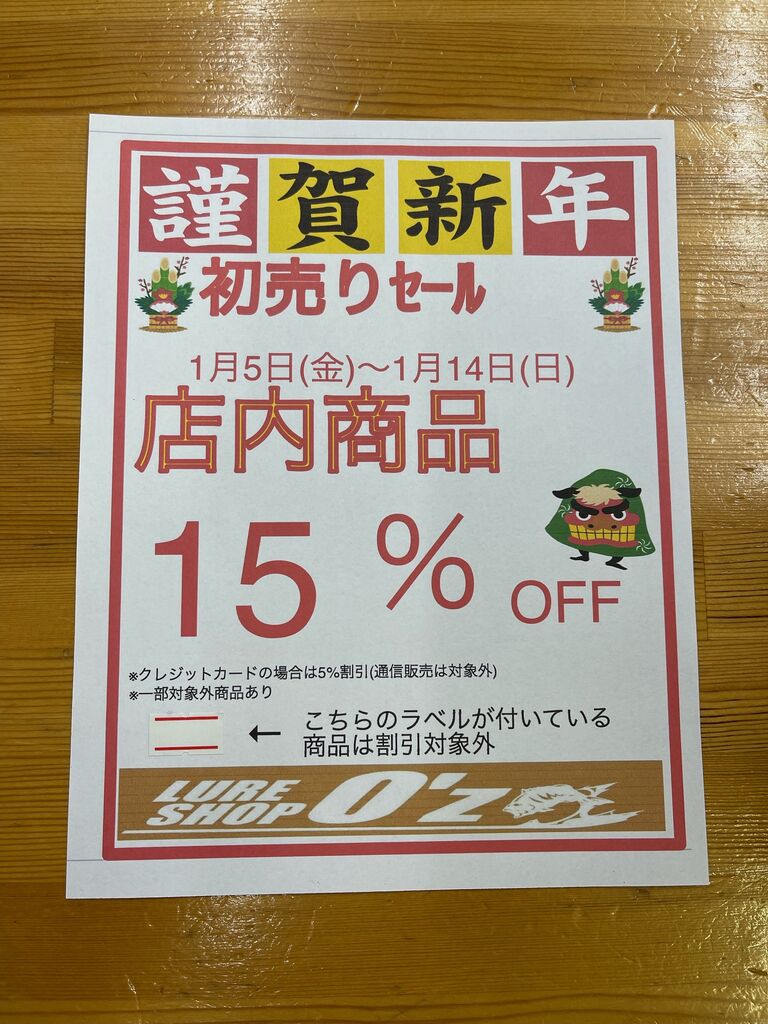 謹賀新年
初売りセール
1月5日(金)〜1月14日(日)
店内商品
15% OFF
※クレジットカードの場合は5%割引(通信販売は対象外)
※一部対象外商品あり
← こちらのラベルが付いている
商品は割引対象外
LURE
SHOP O'z